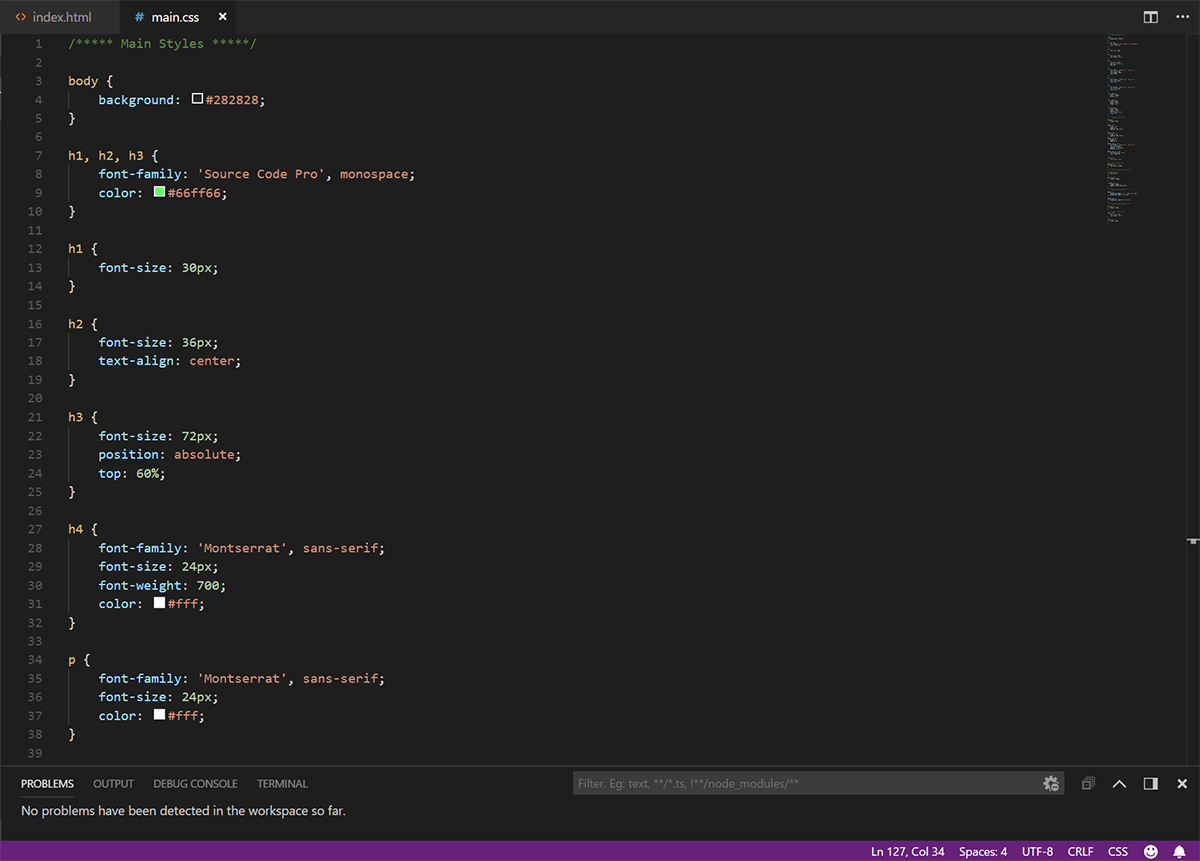 <> index.html # main.css ×
1 /***** Main Styles *****/
2
3 body {
4     background: #282828;
5 }
6
7 h1, h2, h3 {
8     font-family: 'Source Code Pro', monospace;
9     color: #66ff66;
10 }
11
12 h1 {
13     font-size: 30px;
14 }
15
16 h2 {
17     font-size: 36px;
18     text-align: center;
19 }
20
21 h3 {
22     font-size: 72px;
23     position: absolute;
24     top: 60%;
25 }
26
27 h4 {
28     font-family: 'Montserrat', sans-serif;
29     font-size: 24px;
30     font-weight: 700;
31     color: #fff;
32 }
33
34 p {
35     font-family: 'Montserrat', sans-serif;
36     font-size: 24px;
37     color: #fff;
38 }
39
PROBLEMS OUTPUT DEBUG CONSOLE TERMINAL Filter. Eg: text, **/*.ts, !**/node_modules/**
No problems have been detected in the workspace so far.
Ln 127, Col 34 Spaces: 4 UTF-8 CRLF CSS